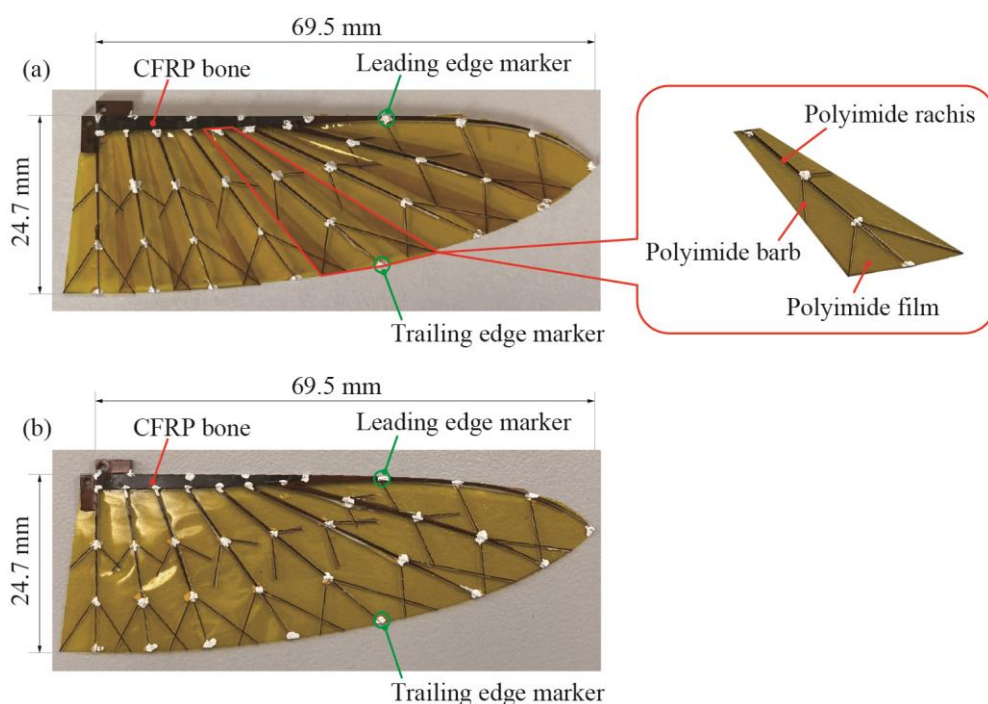 69.5 mm
(a)
CFRP bone
Leading edge marker
24.7 mm
Polyimide rachis
Polyimide barb
Polyimide film
Trailing edge marker
69.5 mm
(b)
CFRP bone
Leading edge marker
24.7 mm
Trailing edge marker